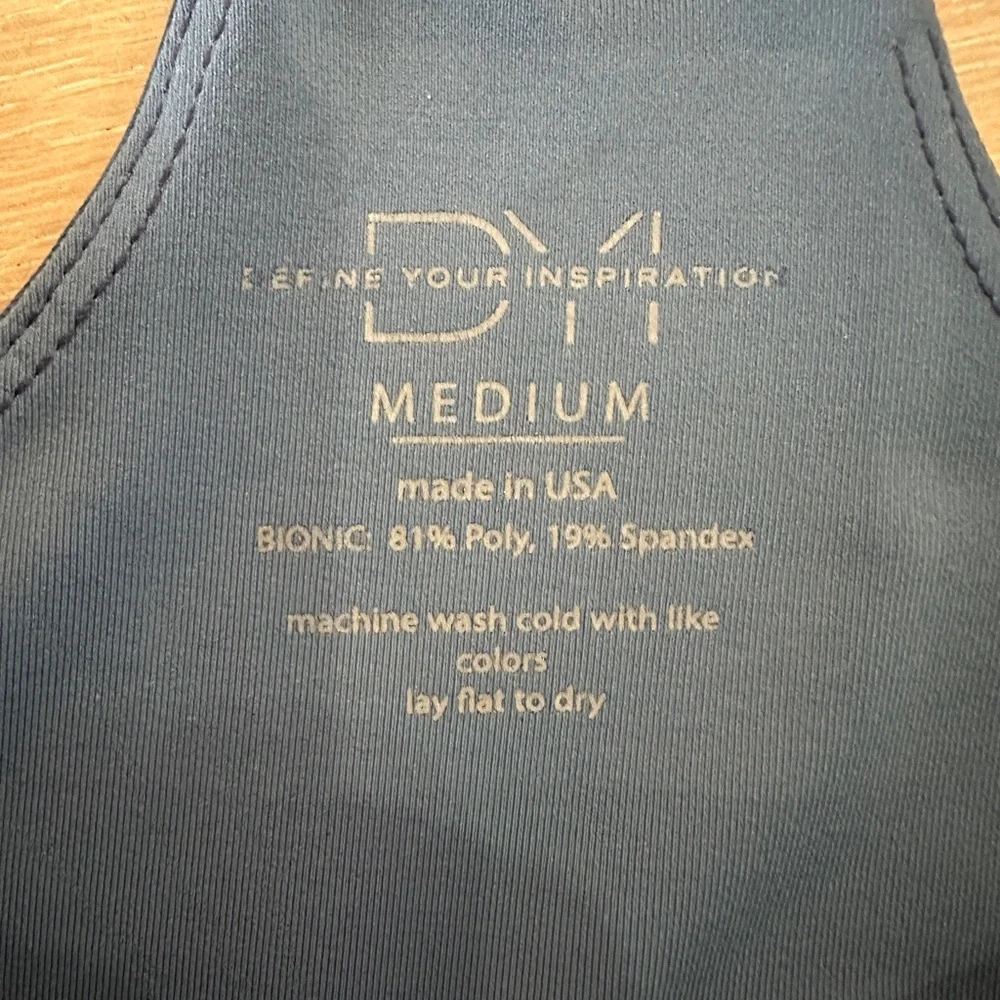 DYI
DEFINE YOUR INSPIRATION
MEDIUM
made in USA
BIONIC: 81% Poly, 19% Spandex
machine wash cold with like
colors
lay flat to dry